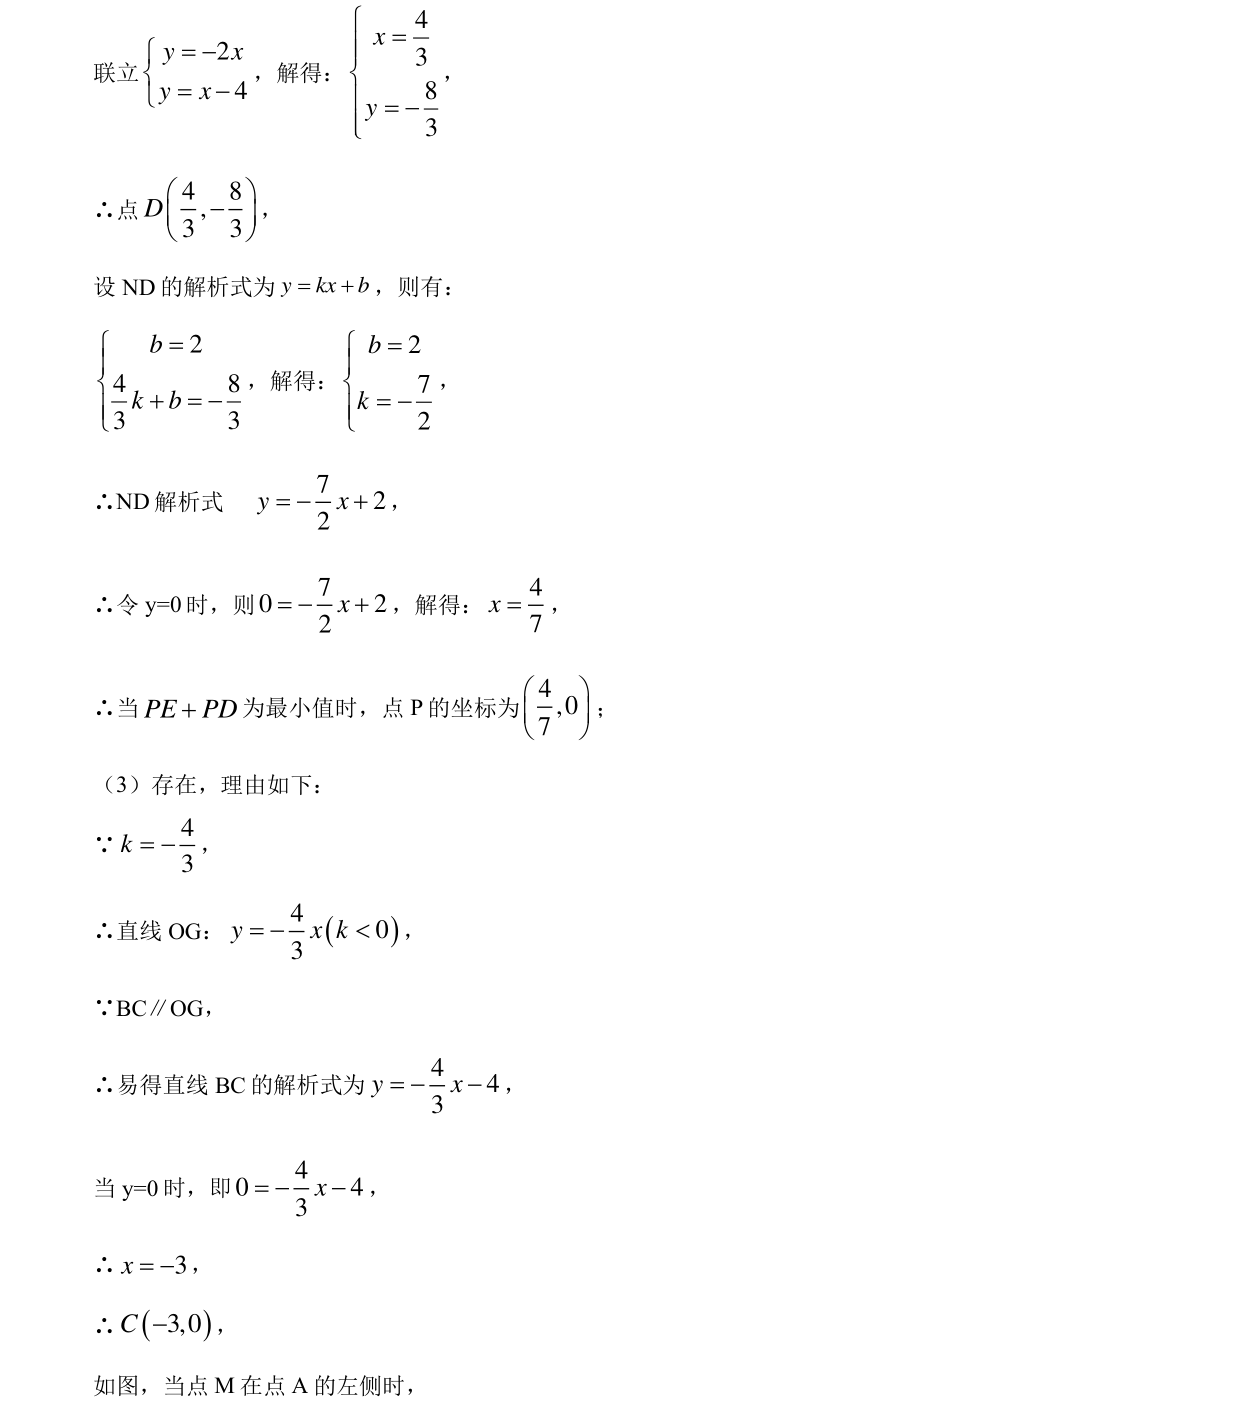 联立{y=−2x y=x−4，解得：{x=4/3 y=−8/3，
∴点D(4/3,−8/3)，
设ND的解析式为y=kx+b，则有：
{b=2 4/3k+b=−8/3，解得：{b=2 k=−7/2，
∴ND解析式 y=−7/2x+2，
∴令y=0时，则0=−7/2x+2，解得：x=4/7，
∴当PE+PD为最小值时，点P的坐标为(4/7,0)；
（3）存在，理由如下：
∵k=−4/3，
∴直线OG：y=−4/3x(k<0)，
∵BC∥OG，
∴易得直线BC的解析式为y=−4/3x−4，
当y=0时，即0=−4/3x−4，
∴x=−3，
∴C(−3,0)，
如图，当点M在点A的左侧时，